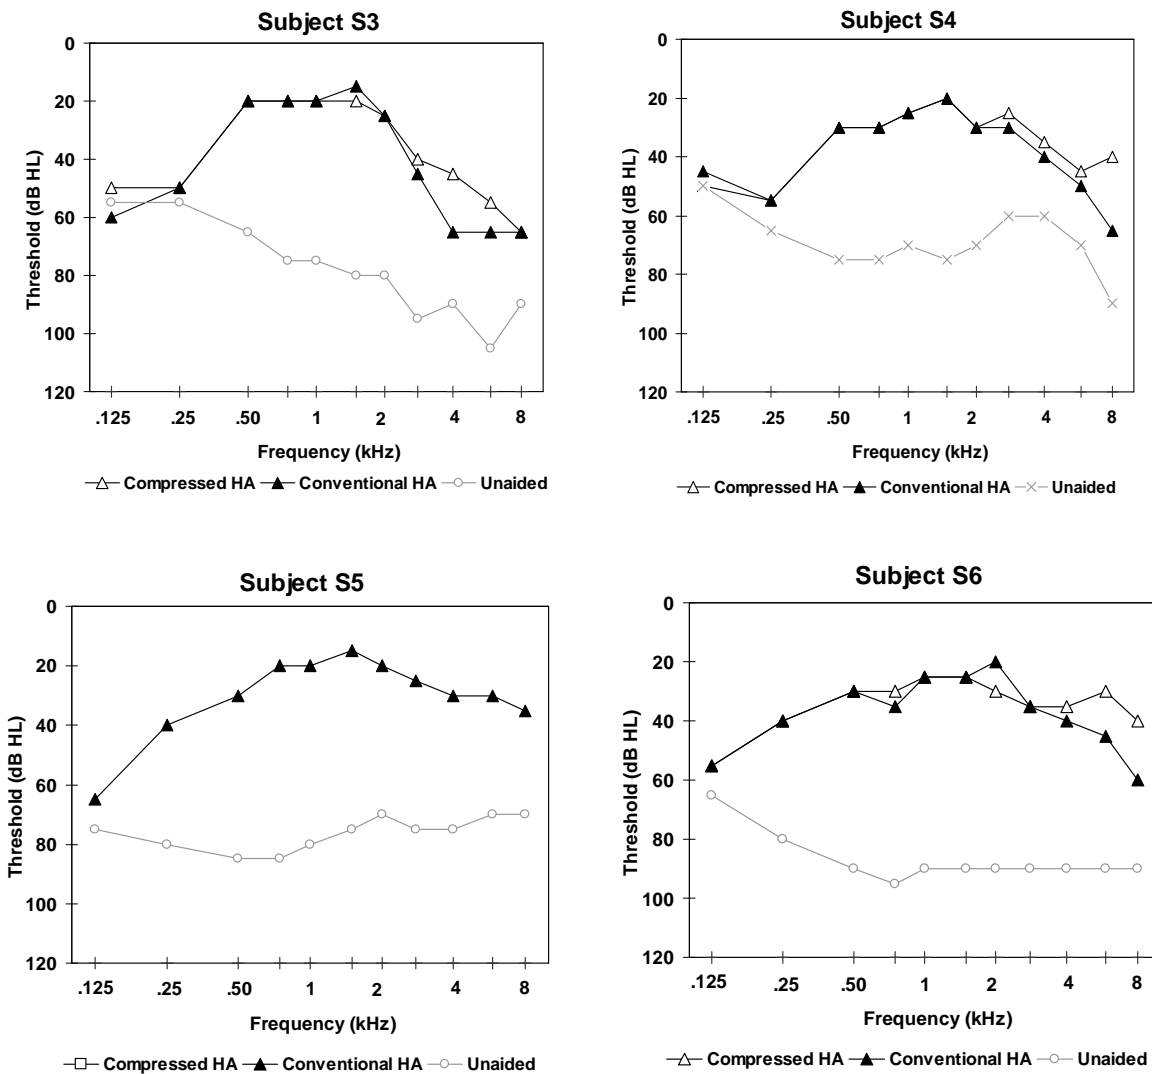 Subject S3
0
20
40
60
80
100
120
Threshold (dB HL)
.125 .25 .50 1 2 4 8
Frequency (kHz)
Compressed HA Conventional HA Unaided
Subject S4
0
20
40
60
80
100
120
Threshold (dB HL)
.125 .25 .50 1 2 4 8
Frequency (kHz)
Compressed HA Conventional HA Unaided
Subject S5
0
20
40
60
80
100
120
Threshold (dB HL)
.125 .25 .50 1 2 4 8
Frequency (kHz)
Compressed HA Conventional HA Unaided
Subject S6
0
20
40
60
80
100
120
Threshold (dB HL)
.125 .25 .50 1 2 4 8
Frequency (kHz)
Compressed HA Conventional HA Unaided